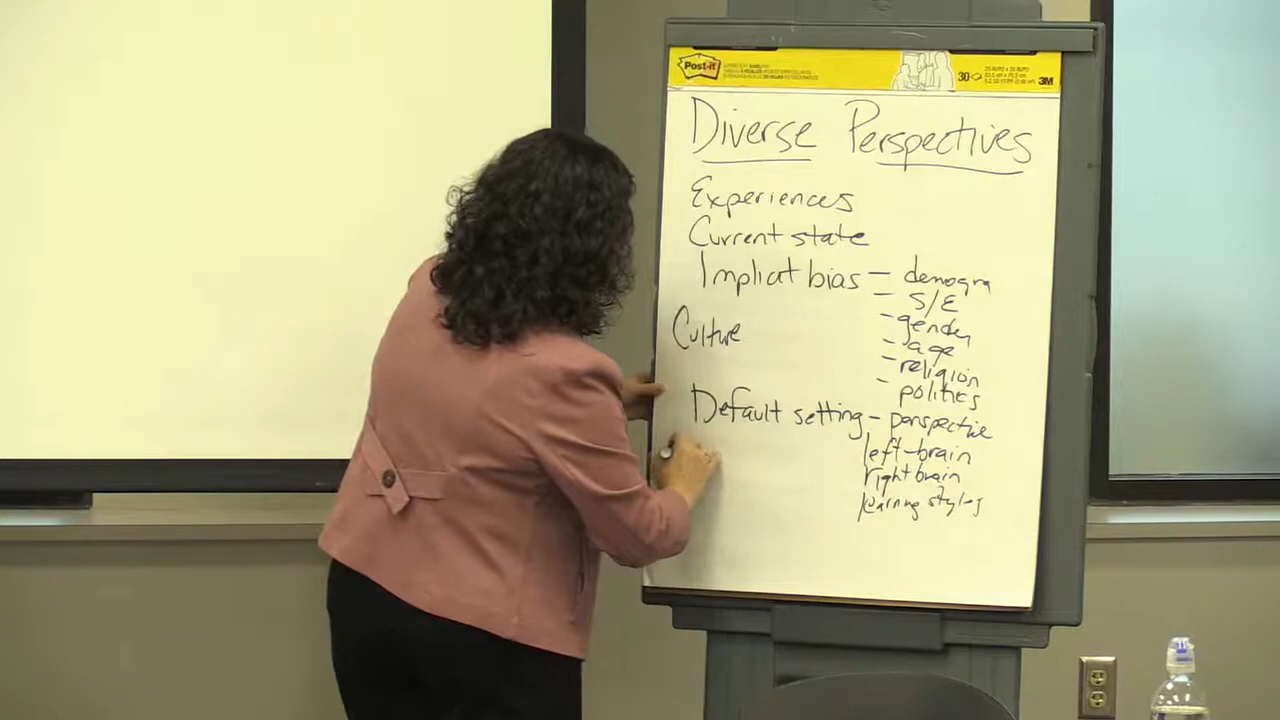 Post-it
30
3M
Diverse Perspectives
Experiences
Current state
Implicit bias - demogra
- S/E
- gender
- age
- religion
- politics
Culture
Default setting - perspective
left-brain
right brain
learning styles